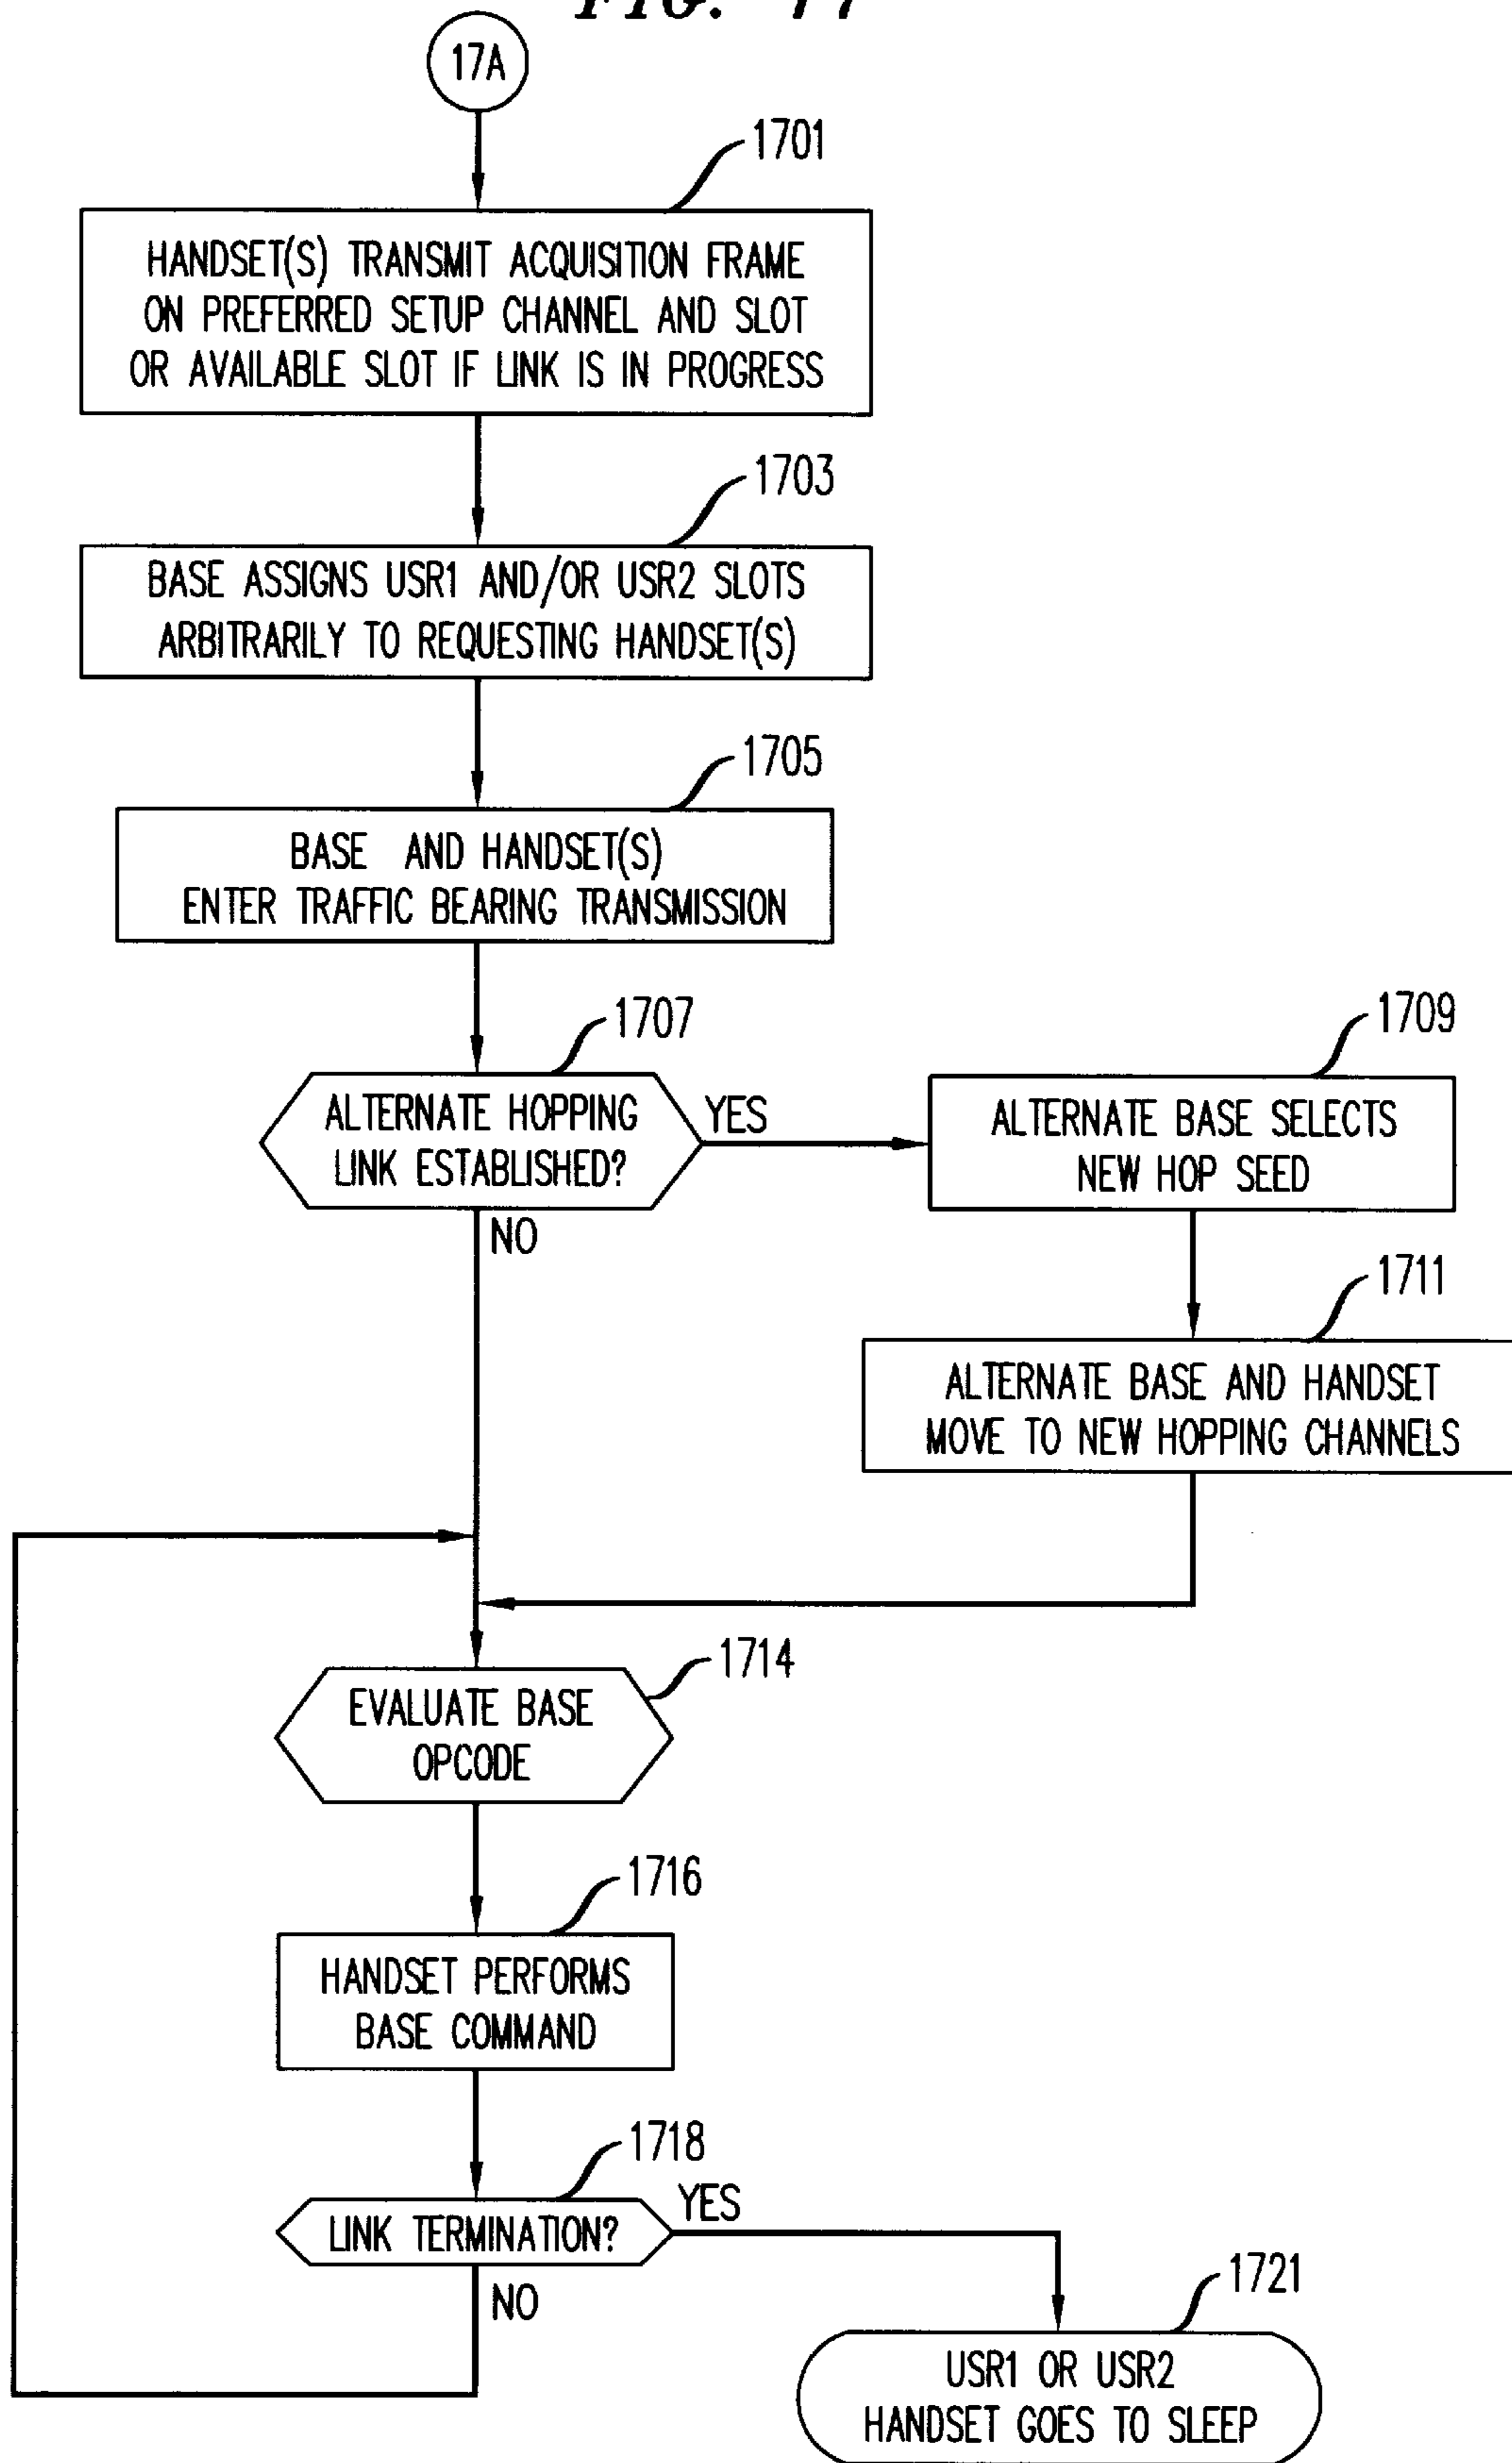 FIG. 17
17A
1701
HANDSET(S) TRANSMIT ACQUISITION FRAME
ON PREFERRED SETUP CHANNEL AND SLOT
OR AVAILABLE SLOT IF LINK IS IN PROGRESS
1703
BASE ASSIGNS USR1 AND/OR USR2 SLOTS
ARBITRARILY TO REQUESTING HANDSET(S)
1705
BASE AND HANDSET(S)
ENTER TRAFFIC BEARING TRANSMISSION
1707
ALTERNATE HOPPING
LINK ESTABLISHED?
YES
NO
1709
ALTERNATE BASE SELECTS
NEW HOP SEED
1711
ALTERNATE BASE AND HANDSET
MOVE TO NEW HOPPING CHANNELS
1714
EVALUATE BASE
OPCODE
1716
HANDSET PERFORMS
BASE COMMAND
1718
LINK TERMINATION?
YES
NO
1721
USR1 OR USR2
HANDSET GOES TO SLEEP